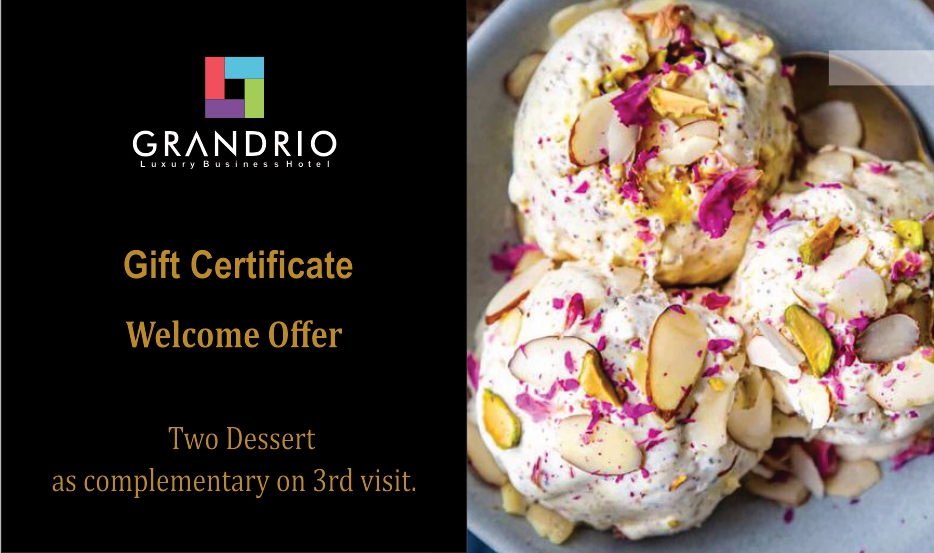 GRANDRIO
Luxury Business Hotel
Gift Certificate
Welcome Offer
Two Dessert
as complementary on 3rd visit.